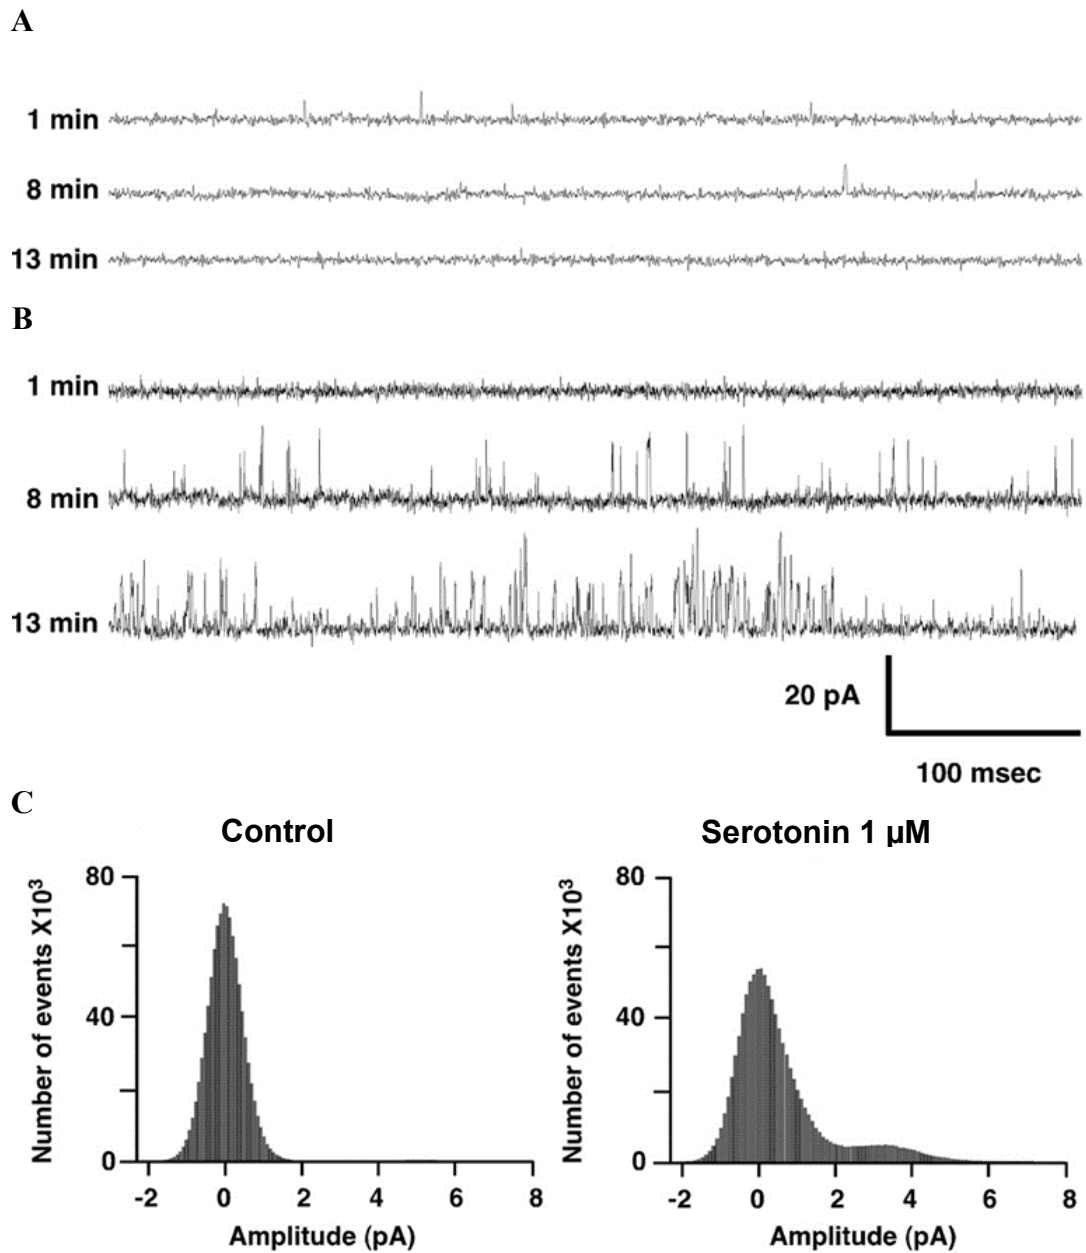 A
1 min
8 min
13 min
B
1 min
8 min
13 min
20 pA
100 msec
C
Control
Serotonin 1 µM
Number of events X10³
80
40
0
-2 0 2 4 6 8
Amplitude (pA)
Number of events X10³
80
40
0
-2 0 2 4 6 8
Amplitude (pA)